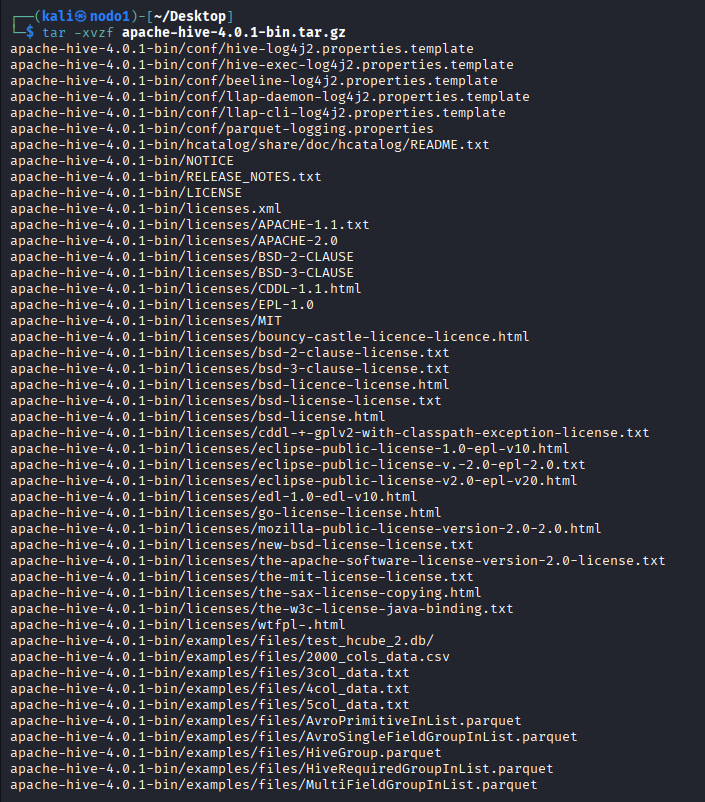 ┌──(kali㉿nodo1)-[~/Desktop]
└─$ tar -xvzf apache-hive-4.0.1-bin.tar.gz
apache-hive-4.0.1-bin/conf/hive-log4j2.properties.template
apache-hive-4.0.1-bin/conf/hive-exec-log4j2.properties.template
apache-hive-4.0.1-bin/conf/beeline-log4j2.properties.template
apache-hive-4.0.1-bin/conf/llap-daemon-log4j2.properties.template
apache-hive-4.0.1-bin/conf/llap-cli-log4j2.properties.template
apache-hive-4.0.1-bin/conf/parquet-logging.properties
apache-hive-4.0.1-bin/hcatalog/share/doc/hcatalog/README.txt
apache-hive-4.0.1-bin/NOTICE
apache-hive-4.0.1-bin/RELEASE_NOTES.txt
apache-hive-4.0.1-bin/LICENSE
apache-hive-4.0.1-bin/licenses.xml
apache-hive-4.0.1-bin/licenses/APACHE-1.1.txt
apache-hive-4.0.1-bin/licenses/APACHE-2.0
apache-hive-4.0.1-bin/licenses/BSD-2-CLAUSE
apache-hive-4.0.1-bin/licenses/BSD-3-CLAUSE
apache-hive-4.0.1-bin/licenses/CDDL-1.1.html
apache-hive-4.0.1-bin/licenses/EPL-1.0
apache-hive-4.0.1-bin/licenses/MIT
apache-hive-4.0.1-bin/licenses/bouncy-castle-licence-licence.html
apache-hive-4.0.1-bin/licenses/bsd-2-clause-license.txt
apache-hive-4.0.1-bin/licenses/bsd-3-clause-license.txt
apache-hive-4.0.1-bin/licenses/bsd-licence-license.html
apache-hive-4.0.1-bin/licenses/bsd-license-license.txt
apache-hive-4.0.1-bin/licenses/bsd-license.html
apache-hive-4.0.1-bin/licenses/cddl-+-gplv2-with-classpath-exception-license.txt
apache-hive-4.0.1-bin/licenses/eclipse-public-license-1.0-epl-v10.html
apache-hive-4.0.1-bin/licenses/eclipse-public-license-v.-2.0-epl-2.0.txt
apache-hive-4.0.1-bin/licenses/eclipse-public-license-v2.0-epl-v20.html
apache-hive-4.0.1-bin/licenses/edl-1.0-edl-v10.html
apache-hive-4.0.1-bin/licenses/go-license-license.html
apache-hive-4.0.1-bin/licenses/mozilla-public-license-version-2.0-2.0.html
apache-hive-4.0.1-bin/licenses/new-bsd-license-license.txt
apache-hive-4.0.1-bin/licenses/the-apache-software-license-version-2.0-license.txt
apache-hive-4.0.1-bin/licenses/the-mit-license-license.txt
apache-hive-4.0.1-bin/licenses/the-sax-license-copying.html
apache-hive-4.0.1-bin/licenses/the-w3c-license-java-binding.txt
apache-hive-4.0.1-bin/licenses/wtfpl-.html
apache-hive-4.0.1-bin/examples/files/test_hcube_2.db/
apache-hive-4.0.1-bin/examples/files/2000_cols_data.csv
apache-hive-4.0.1-bin/examples/files/3col_data.txt
apache-hive-4.0.1-bin/examples/files/4col_data.txt
apache-hive-4.0.1-bin/examples/files/5col_data.txt
apache-hive-4.0.1-bin/examples/files/AvroPrimitiveInList.parquet
apache-hive-4.0.1-bin/examples/files/AvroSingleFieldGroupInList.parquet
apache-hive-4.0.1-bin/examples/files/HiveGroup.parquet
apache-hive-4.0.1-bin/examples/files/HiveRequiredGroupInList.parquet
apache-hive-4.0.1-bin/examples/files/MultiFieldGroupInList.parquet